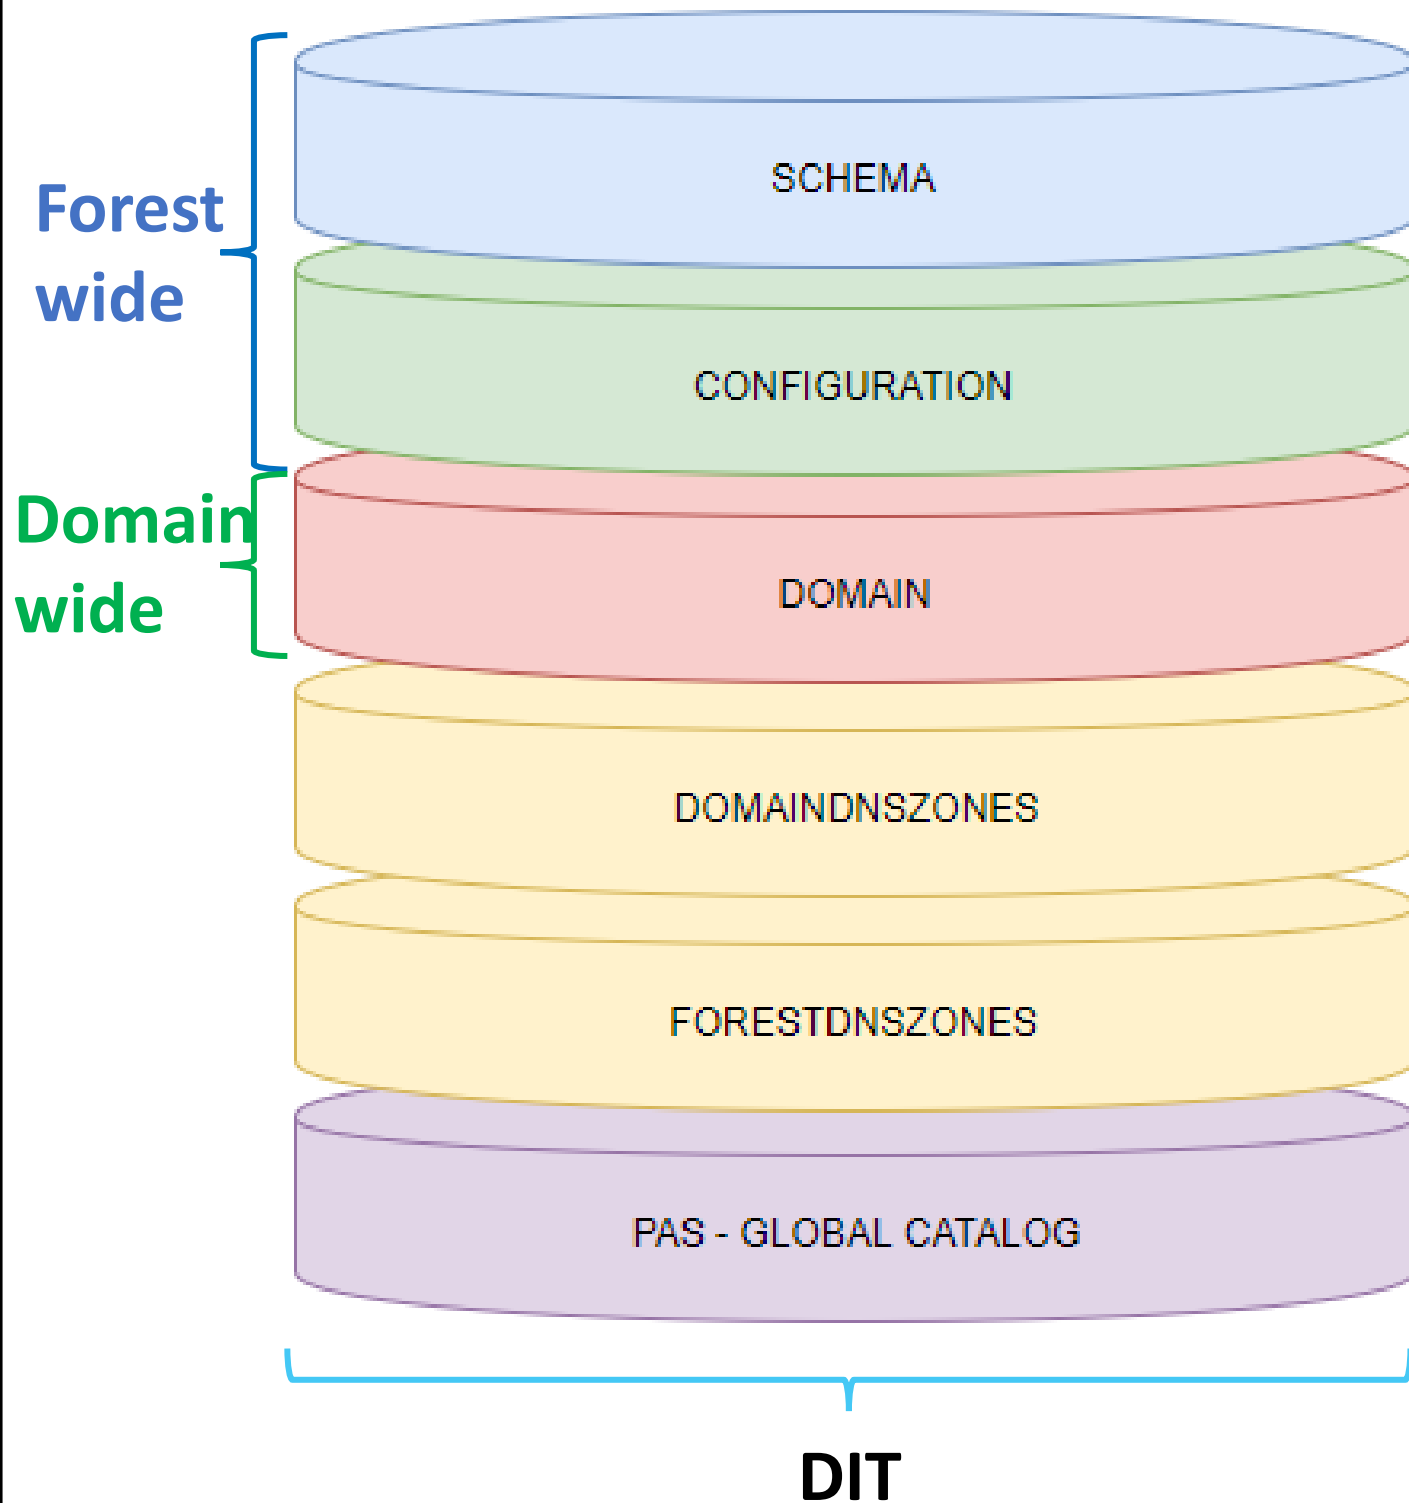 SCHEMA
Forest
wide
CONFIGURATION
Domain
wide
DOMAIN
DOMAINDNSZONES
FORESTDNSZONES
PAS - GLOBAL CATALOG
DIT